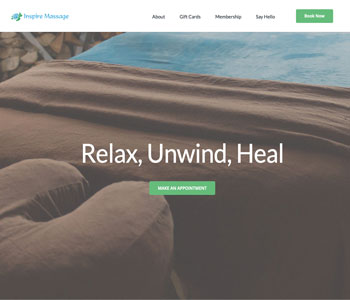 Inspire Massage
About Gift Cards Membership Say Hello Book Now
Relax, Unwind, Heal
MAKE AN APPOINTMENT